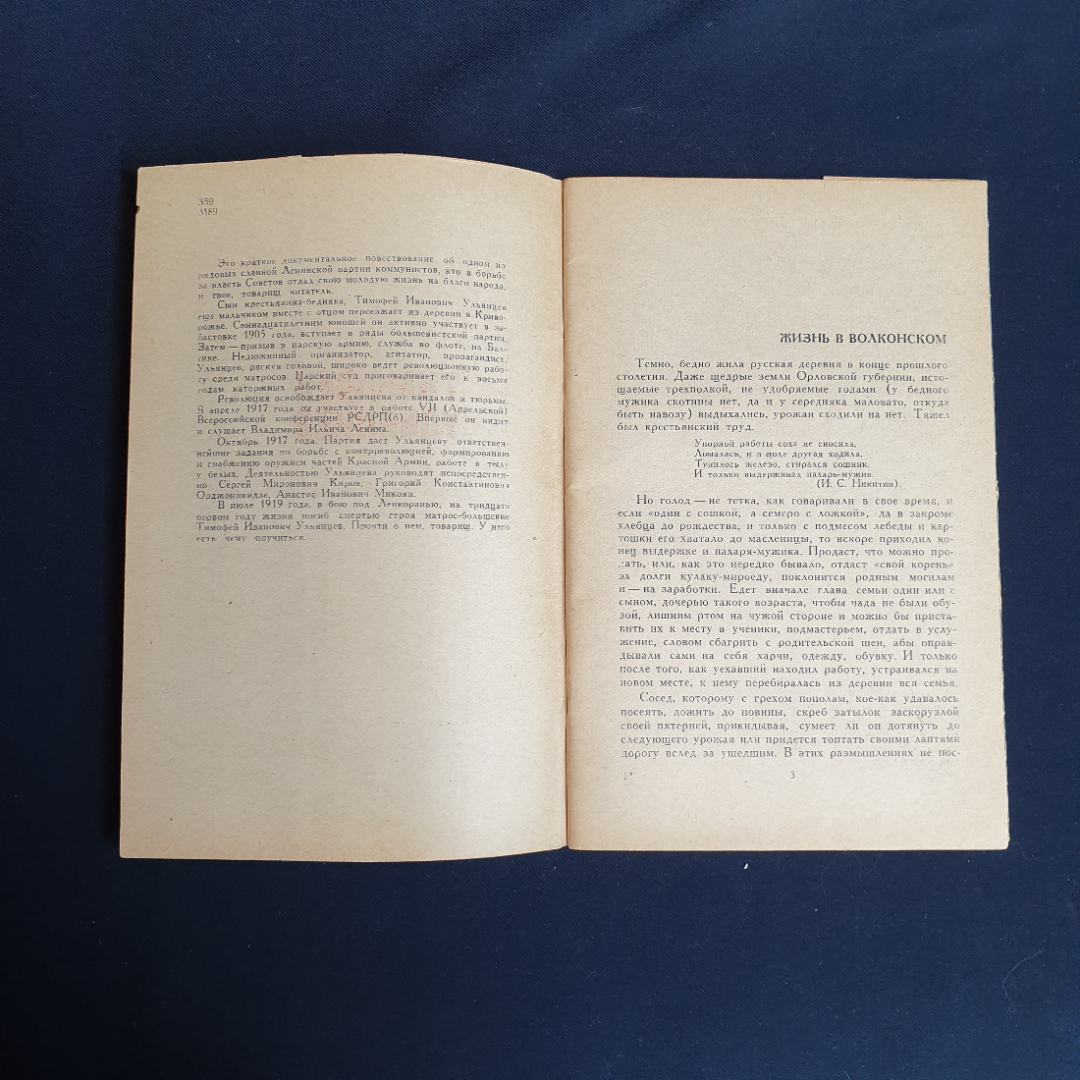 359
М89
Это краткое документальное повествование об одном из
рядовых славной Ленинской партии коммунистов, кто в борьбе
за власть Советов отдал свою молодую жизнь на благо народа,
и твое, товарищ читатель.
Сын крестьянина-бедняка, Тимофей Иванович Ульянцев
еще мальчиком вместе с отцом переезжает из деревни в Криво-
рожье. Семнадцатилетним юношей он активно участвует в за-
бастовке 1905 года, вступает в ряды большевистской партии.
Затем — призыв в царскую армию, служба во флоте, на Бал-
тике. Недюжинный организатор, агитатор, пропагандист,
Ульянцев, рискуя головой, широко ведет революционную рабо-
ту среди матросов. Царский суд приговаривает его к восьми
годам каторжных работ.
Революция освобождает Ульянцева от кандалов и тюрьмы.
В апреле 1917 года он участвует в работе VII (Апрельской)
Всероссийской конференции РСДРП(б). Впервые он видит
и слушает Владимира Ильича Ленина.
Октябрь 1917 года. Партия дает Ульянцеву ответствен-
нейшие задания по борьбе с контрреволюцией, формированию
и снабжению оружием частей Красной Армии, работе в тылу
у белых. Деятельностью Ульянцева руководят непосредствен-
но Сергей Миронович Киров, Григорий Константинович
Орджоникидзе, Анастас Иванович Микоян.
В июле 1919 года, в бою под Ленкоранью, на тридцать
первом году жизни погиб смертью героя матрос-большевик
Тимофей Иванович Ульянцев. Прочти о нем, товарищ. У него
есть чему поучиться.
ЖИЗНЬ В ВОЛКОНСКОМ
Темно, бедно жила русская деревня в конце прошлого
столетия. Даже щедрые земли Орловской губернии, исто-
щаемые трехполкой, не удобряемые годами (у бедного
мужика скотины нет, да и у середняка маловато, откуда
быть навозу) выдыхались, урожаи сходили на нет. Тяжел
был крестьянский труд.
Упорной работы соха не сносила,
Ломалась, и в поле другая ходила,
Тупилось железо, стирался сошник,
И только выдерживал пахарь-мужик.
(И. С. Никитин).
Но голод — не тетка, как говаривали в свое время, и
если «один с сошкой, а семеро с ложкой», да в закроме
хлебца до рождества, и только с подмесом лебеды и кар-
тошки его хватало до масленицы, то вскоре приходил ко-
нец выдержке и пахаря-мужика. Продаст, что можно про-
дать, или, как это нередко бывало, отдаст «свой корень»
за долги кулаку-мироеду, поклонится родным могилам
и — на заработки. Едет вначале глава семьи один или с
сыном, дочерью такого возраста, чтобы чада не были обу-
зой, лишним ртом на чужой стороне и можно бы приста-
вить их к месту в ученики, подмастерьем, отдать в услу-
жение, словом сбагрить с родительской шеи, абы оправ-
дывали сами на себя харчи, одежду, обувку. И только
после того, как уехавший находил работу, устраивался на
новом месте, к нему перебиралась из деревни вся семья.
Сосед, которому с грехом пополам, кое-как удавалось
посеять, дожить до новины, скреб затылок заскорузлой
своей пятерней, прикидывая, сумеет ли он дотянуть до
следующего урожая или придется топтать своими лаптями
дорогу вслед за ушедшим. В этих размышлениях не пос-
1*
3